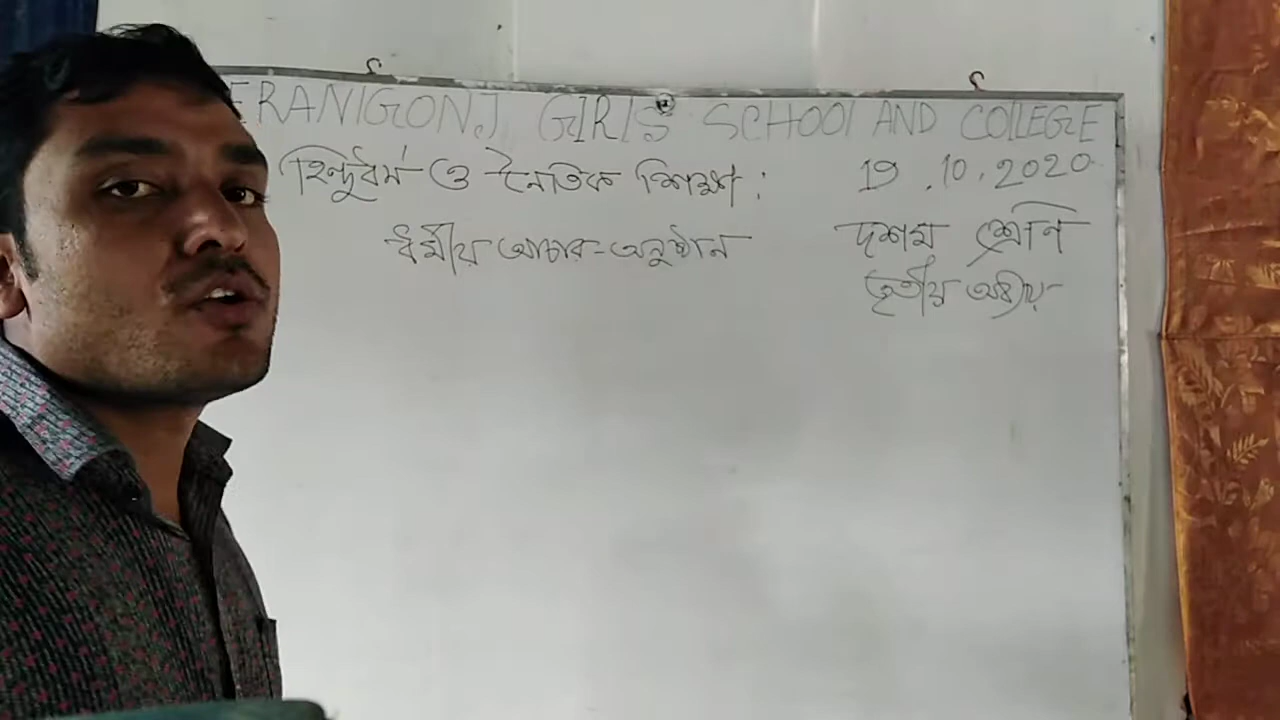 ERANIGONJ GIRLS SCHOOL AND COLLEGE
হিন্দুধর্ম ও নৈতিক শিক্ষা : 19.10.2020
ধর্মীয় আচার-অনুষ্ঠান দশম শ্রেনি
তৃতীয় অধ্যায়